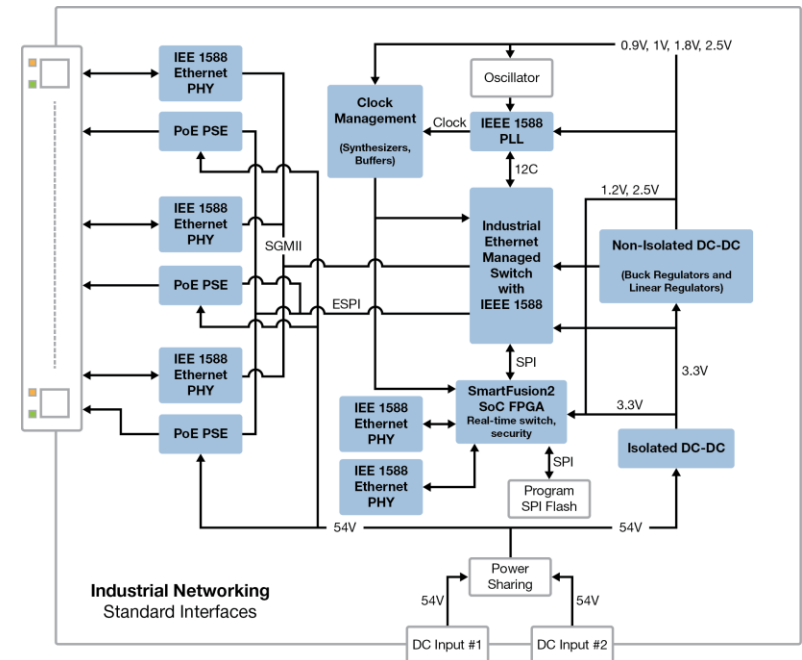 IEE 1588
Ethernet
PHY
PoE PSE
IEE 1588
Ethernet
PHY
PoE PSE
IEE 1588
Ethernet
PHY
PoE PSE
SGMII
ESPI
Clock
Management
(Synthesizers,
Buffers)
Clock
Oscillator
IEEE 1588
PLL
12C
0.9V, 1V, 1.8V, 2.5V
1.2V, 2.5V
Industrial
Ethernet
Managed
Switch
with
IEEE 1588
Non-Isolated DC-DC
(Buck Regulators and
Linear Regulators)
SPI
3.3V
SmartFusion2
SoC FPGA
Real-time switch,
security
3.3V
IEE 1588
Ethernet
PHY
IEE 1588
Ethernet
PHY
Isolated DC-DC
SPI
Program
SPI Flash
54V
54V
Power
Sharing
54V
54V
Industrial Networking
Standard Interfaces
DC Input #1
DC Input #2